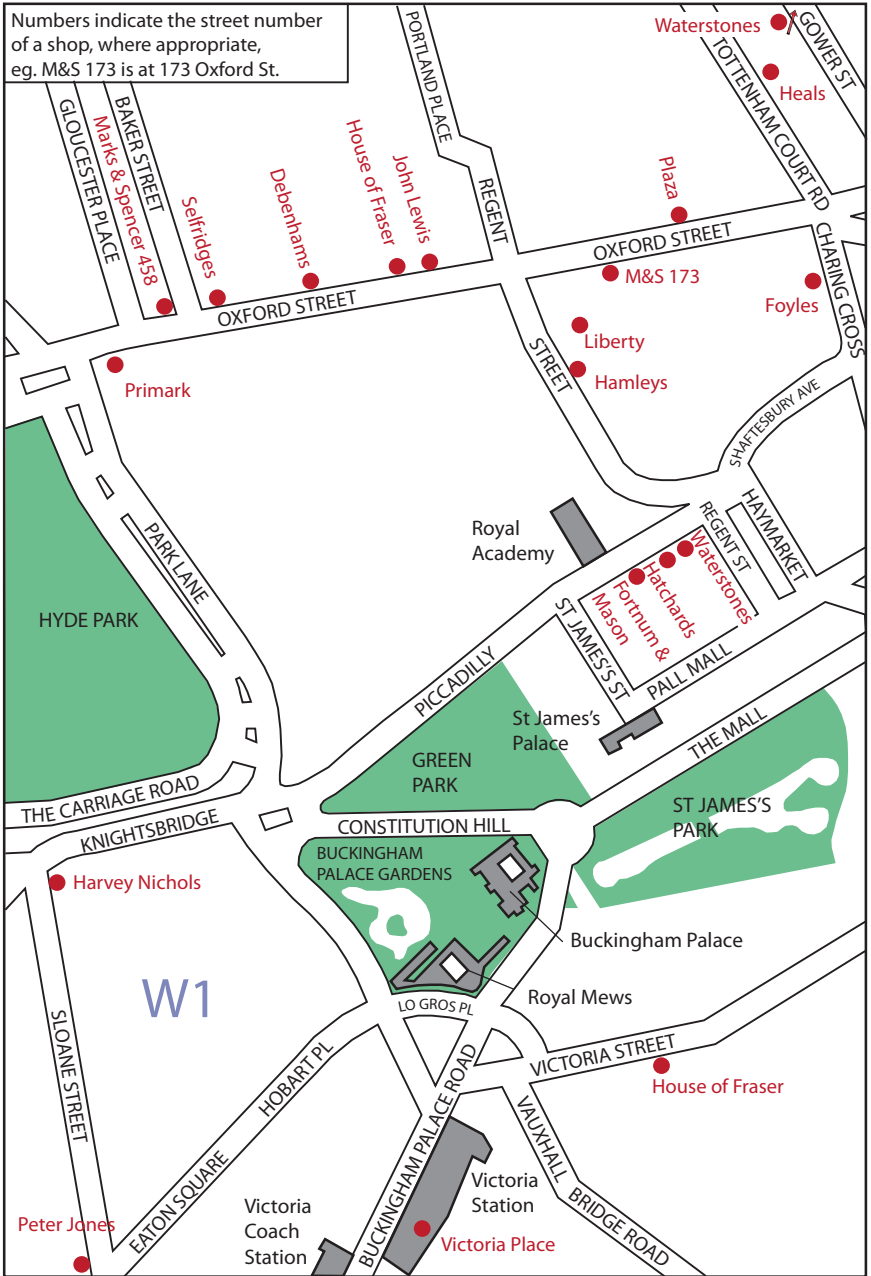 Numbers indicate the street number
of a shop, where appropriate,
eg. M&S 173 is at 173 Oxford St.
PORTLAND PLACE
Waterstones
GOWER ST
TOTTENHAM COURT RD
Heals
GLOUCESTER PLACE
BAKER STREET
Marks & Spencer 458
Selfridges
Debenhams
House of Fraser
John Lewis
REGENT
Plaza
OXFORD STREET
OXFORD STREET
M&S 173
CHARING CROSS
Foyles
Liberty
STREET
Hamleys
Primark
SHAFTESBURY AVE
HAYMARKET
REGENT ST
Royal
Academy
PARK LANE
Waterstones
Hatchards
Fortnum &
Mason
HYDE PARK
ST JAMES'S ST
PALL MALL
PICCADILLY
St James's
Palace
THE MALL
GREEN
PARK
ST JAMES'S
PARK
THE CARRIAGE ROAD
KNIGHTSBRIDGE
CONSTITUTION HILL
BUCKINGHAM
PALACE GARDENS
Harvey Nichols
Buckingham Palace
W1
Royal Mews
LO GROS PL
SLOANE STREET
HOBART PL
VICTORIA STREET
House of Fraser
BUCKINGHAM PALACE ROAD
VAUXHALL
BRIDGE ROAD
EATON SQUARE
Victoria
Station
Victoria
Coach
Station
Peter Jones
Victoria Place